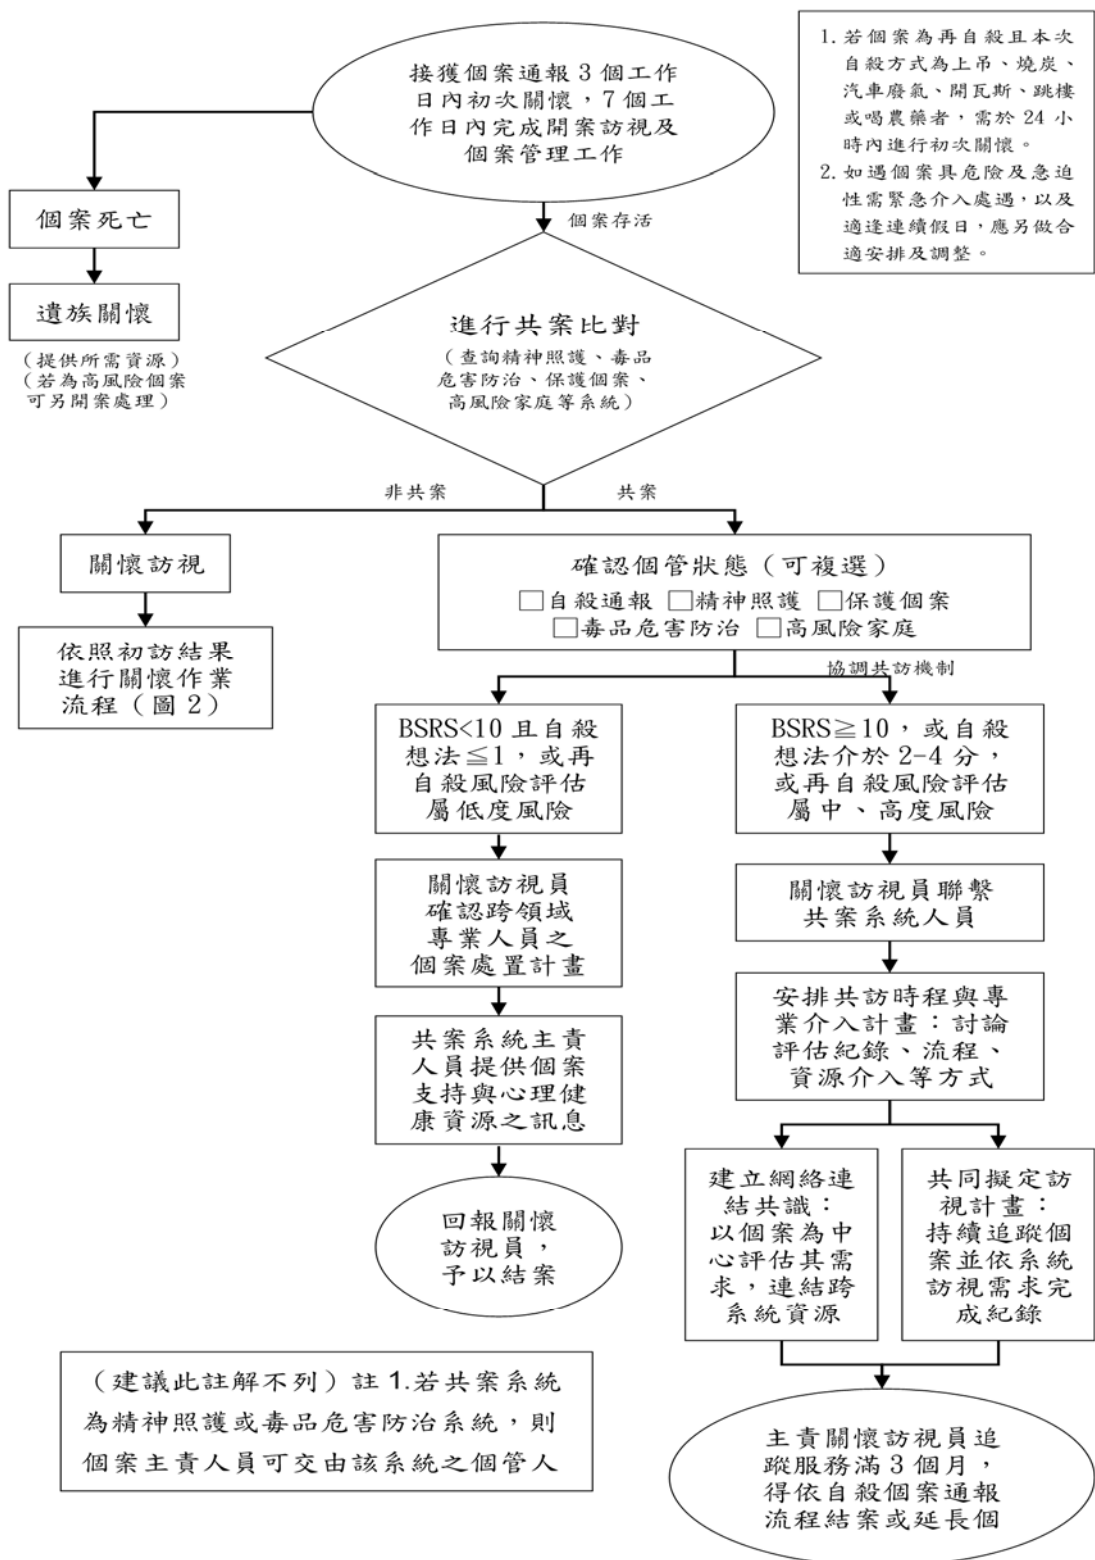 接獲個案通報 3 個工作
日內初次關懷，7 個工
作日內完成開案訪視及
個案管理工作
1. 若個案為再自殺且本次
自殺方式為上吊、燒炭、
汽車廢氣、開瓦斯、跳樓
或喝農藥者，需於 24 小
時內進行初次關懷。
2. 如遇個案具危險及急迫
性需緊急介入處遇，以及
適逢連續假日，應另做合
適安排及調整。
個案死亡
遺族關懷
（提供所需資源）
（若為高風險個案
可另開案處理）
個案存活
進行共案比對
（查詢精神照護、毒品
危害防治、保護個案、
高風險家庭等系統）
非共案
共案
關懷訪視
依照初訪結果
進行關懷作業
流程（圖 2）
確認個管狀態（可複選）
□自殺通報 □精神照護 □保護個案
□毒品危害防治 □高風險家庭
協調共訪機制
BSRS<10 且自殺
想法≦1，或再
自殺風險評估
屬低度風險
關懷訪視員
確認跨領域
專業人員之
個案處置計畫
共案系統主責
人員提供個案
支持與心理健
康資源之訊息
回報關懷
訪視員，
予以結案
BSRS≧10，或自殺
想法介於 2-4 分，
或再自殺風險評估
屬中、高度風險
關懷訪視員聯繫
共案系統人員
安排共訪時程與專
業介入計畫：討論
評估紀錄、流程、
資源介入等方式
建立網絡連
結共識：
以個案為中
心評估其需
求，連結跨
系統資源
共同擬定訪
視計畫：
持續追蹤個
案並依系統
訪視需求完
成紀錄
主責關懷訪視員追
蹤服務滿 3 個月，
得依自殺個案通報
流程結案或延長個
（建議此註解不列）註 1.若共案系統
為精神照護或毒品危害防治系統，則
個案主責人員可交由該系統之個管人